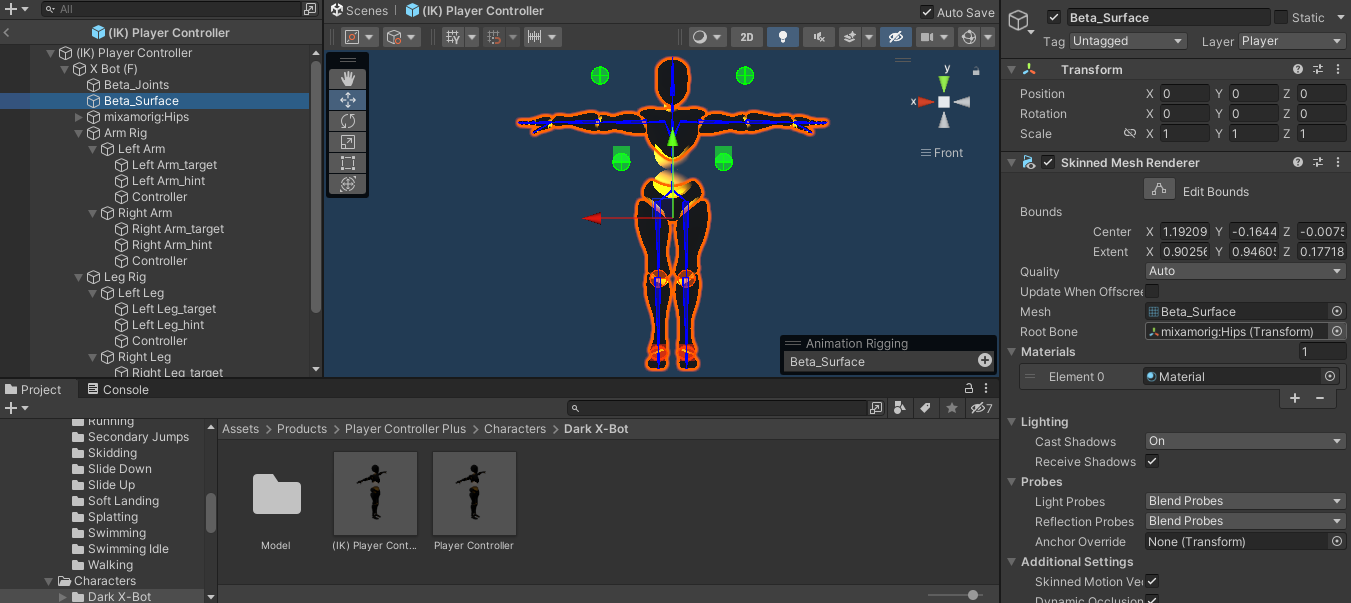 All
(IK) Player Controller
(IK) Player Controller
X Bot (F)
Beta_Joints
Beta_Surface
mixamorig:Hips
Arm Rig
Left Arm
Left Arm_target
Left Arm_hint
Controller
Right Arm
Right Arm_target
Right Arm_hint
Controller
Leg Rig
Left Leg
Left Leg_target
Left Leg_hint
Controller
Right Leg
Right Leg_target
Scenes
(IK) Player Controller
Auto Save
2D
y
x
Front
Animation Rigging
Beta_Surface
Project
Console
7
Running
Secondary Jumps
Skidding
Slide Down
Slide Up
Soft Landing
Splatting
Swimming
Swimming Idle
Walking
Characters
Dark X-Bot
Assets > Products > Player Controller Plus > Characters > Dark X-Bot
Model
(IK) Player Cont...
Player Controller
Beta_Surface
Static
Tag Untagged
Layer Player
Transform
Position X 0 Y 0 Z 0
Rotation X 0 Y 0 Z 0
Scale X 1 Y 1 Z 1
Skinned Mesh Renderer
Edit Bounds
Bounds
Center X 1.19209 Y -0.1644 Z -0.0075
Extent X 0.90256 Y 0.94605 Z 0.17718
Quality Auto
Update When Offscree
Mesh Beta_Surface
Root Bone mixamorig:Hips (Transform)
Materials 1
Element 0 Material
Lighting
Cast Shadows On
Receive Shadows
Probes
Light Probes Blend Probes
Reflection Probes Blend Probes
Anchor Override None (Transform)
Additional Settings
Skinned Motion Vec
Dynamic Occlusion